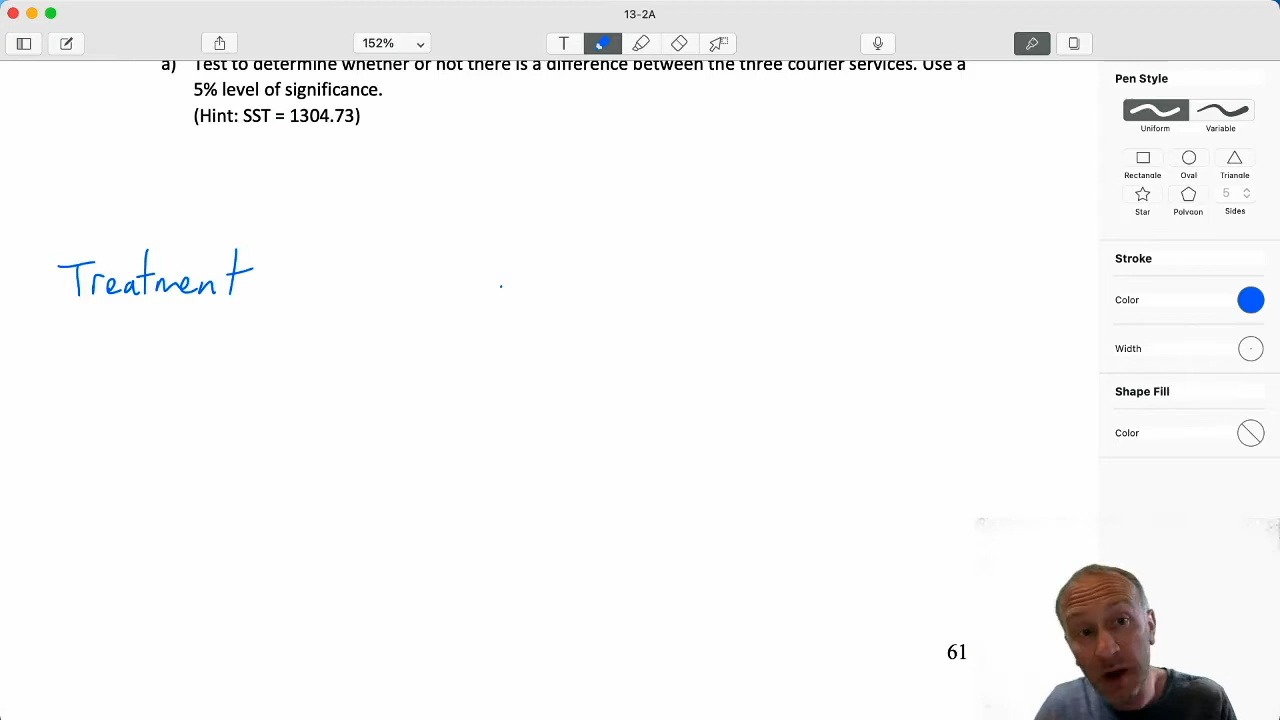 13-2A
152%
T
a) Test to determine whether or not there is a difference between the three courier services. Use a
5% level of significance.
(Hint: SST = 1304.73)
Treatment
61
Pen Style
Uniform Variable
Rectangle Oval Triangle
5
Star Polygon Sides
Stroke
Color
Width
Shape Fill
Color